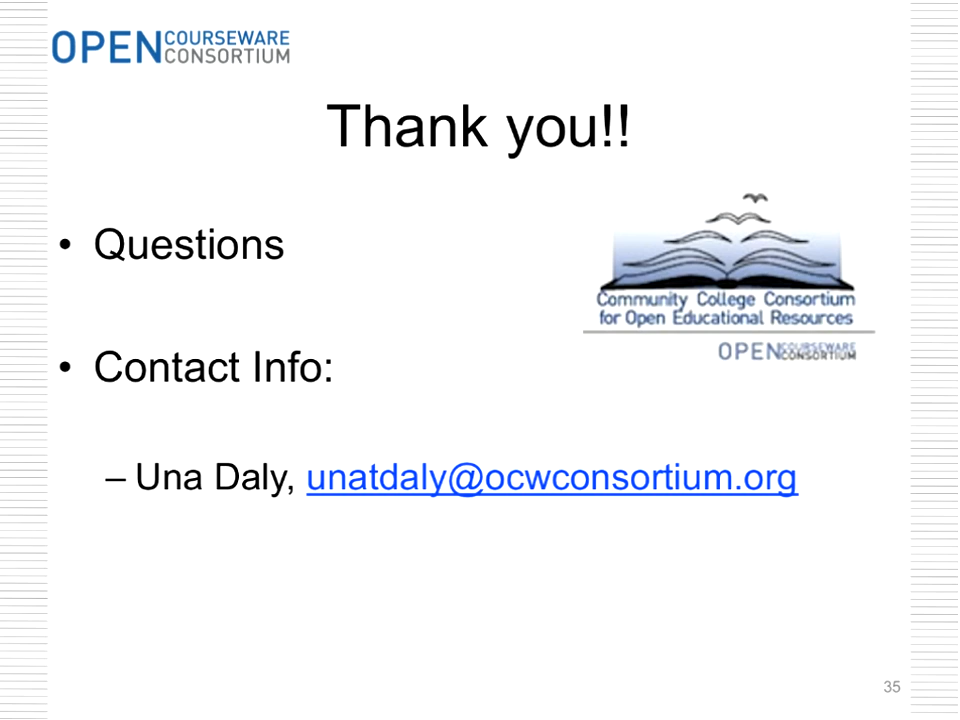 OPEN COURSEWARE CONSORTIUM
Thank you!!
• Questions
Community College Consortium
for Open Educational Resources
OPEN COURSEWARE CONSORTIUM
• Contact Info:
– Una Daly, unatdaly@ocwconsortium.org
35